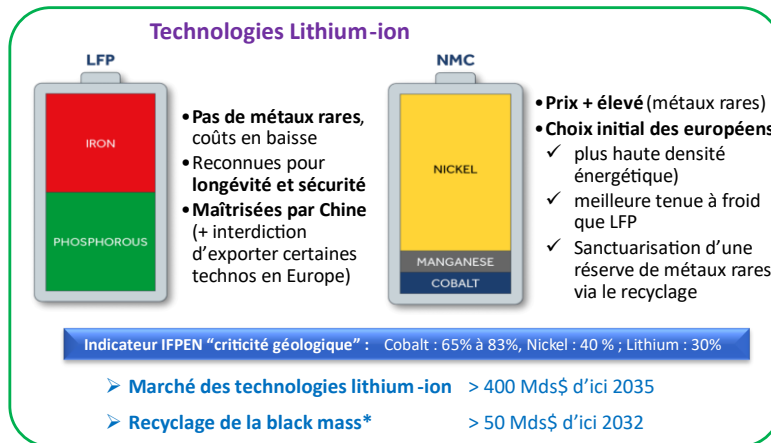 Technologies Lithium-ion
LFP
IRON
PHOSPHOROUS
• Pas de métaux rares,
coûts en baisse
• Reconnues pour
longévité et sécurité
• Maîtrisées par Chine
(+ interdiction
d’exporter certaines
technos en Europe)
NMC
NICKEL
MANGANESE
COBALT
• Prix + élevé (métaux rares)
• Choix initial des européens
✓ plus haute densité
énergétique)
✓ meilleure tenue à froid
que LFP
✓ Sanctuarisation d’une
réserve de métaux rares
via le recyclage
Indicateur IFPEN “criticité géologique” : Cobalt : 65% à 83%, Nickel : 40 % ; Lithium : 30%
➢ Marché des technologies lithium-ion > 400 Mds$ d’ici 2035
➢ Recyclage de la black mass* > 50 Mds$ d’ici 2032